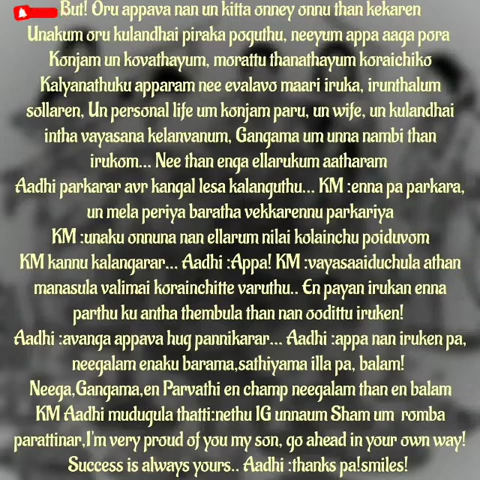 But! Oru appava nan un kitta onney onnu than kekaren
Unakum oru kulandhai piraka poguthu, neeyum appa aaga pora
Konjam un kovathayum, morattu thanathayum koraichiko
Kalyanathuku apparam nee evalavo maari iruka, irunthalum
sollaren, Un personal life um konjam paru, un wife, un kulandhai
intha vayasana kelanvanum, Gangama um unna nambi than
irukom... Nee than enga ellarukum aatharam
Aadhi parkarar avr kangal lesa kalanguthu... KM :enna pa parkara,
un mela periya baratha vekkarennu parkariya
KM :unaku onnuna nan ellarum nilai kolainchu poiduvom
KM kannu kalangarar... Aadhi :Appa! KM :vayasaaiduchula athan
manasula valimai korainchitte varuthu.. En payan irukan enna
parthu ku antha thembula than nan oodittu iruken!
Aadhi :avanga appava hug pannikarar... Aadhi :appa nan iruken pa,
neegalam enaku barama,sathiyama illa pa, balam!
Neega,Gangama,en Parvathi en champ neegalam than en balam
KM Aadhi mudugula thatti:nethu IG unnaum Sham um romba
parattinar,I'm very proud of you my son, go ahead in your own way!
Success is always yours.. Aadhi :thanks pa!smiles!